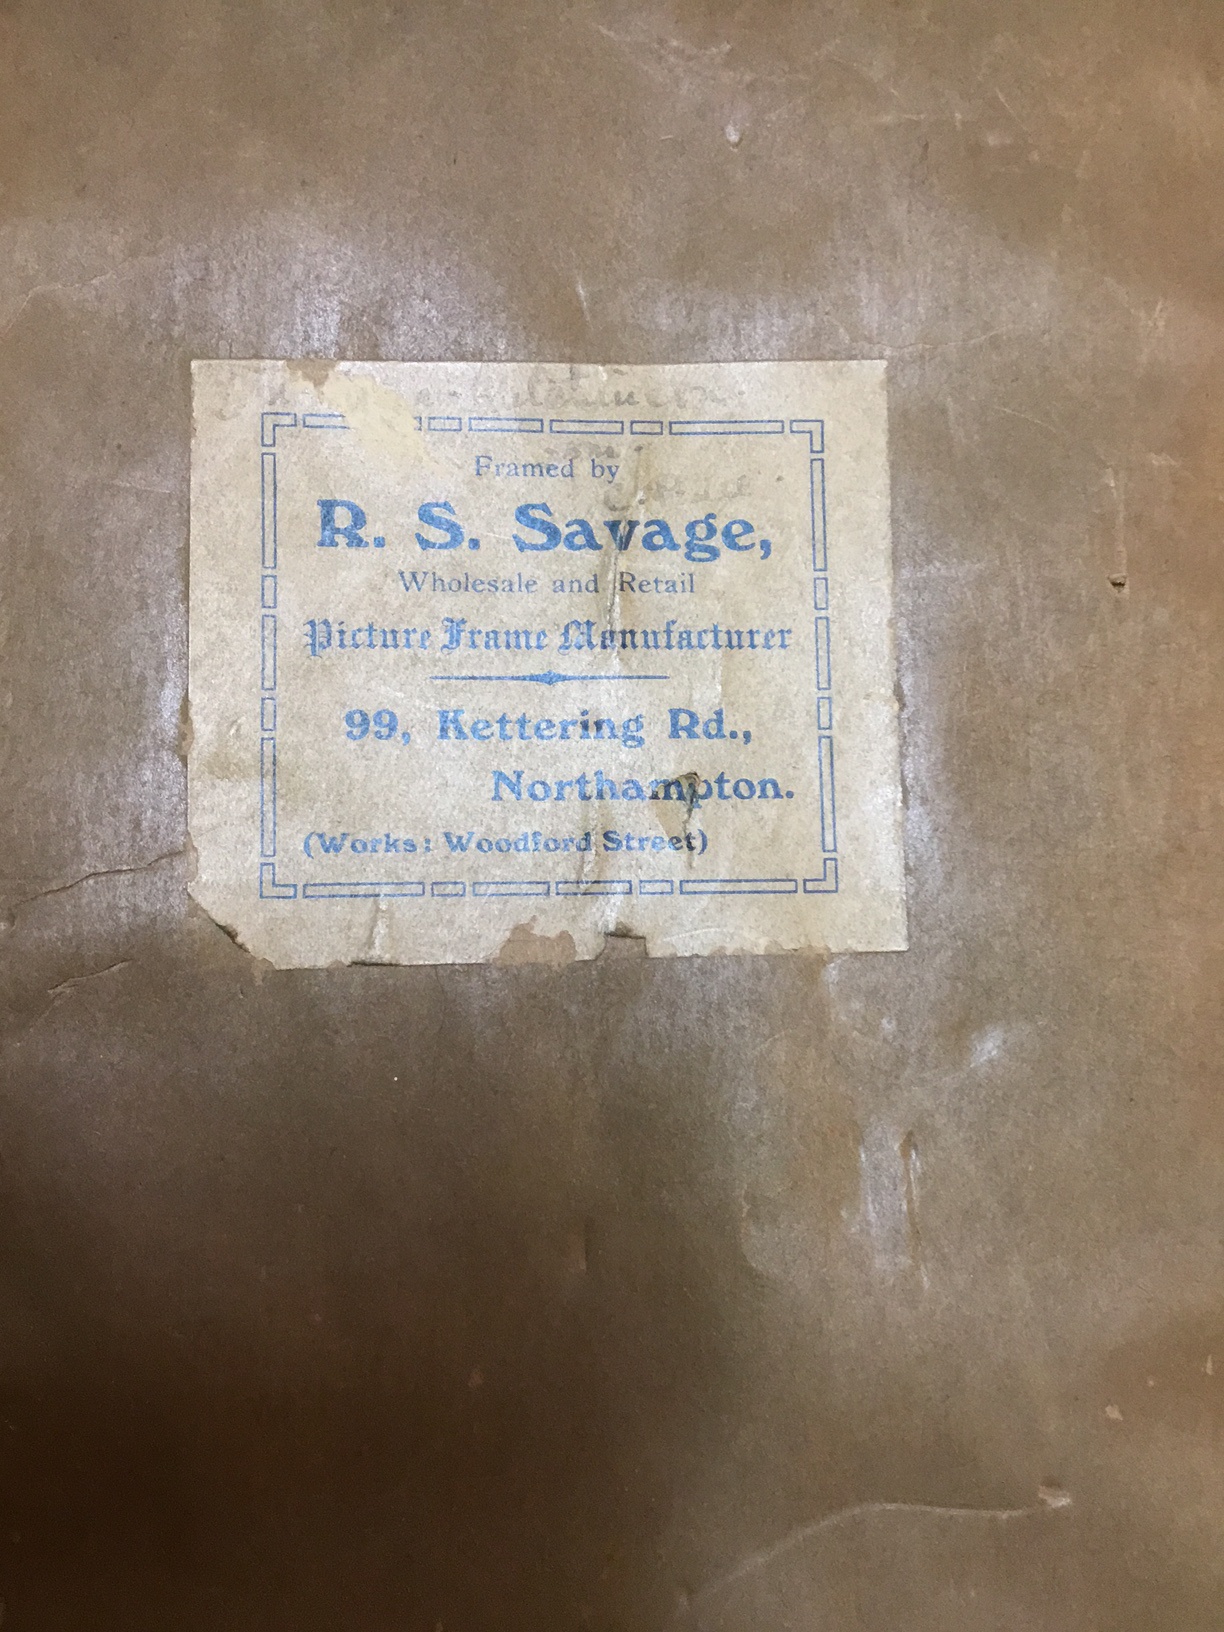 Framed by
R. S. Savage,
Wholesale and Retail
Picture Frame Manufacturer
99, Kettering Rd.,
Northampton.
(Works: Woodford Street)